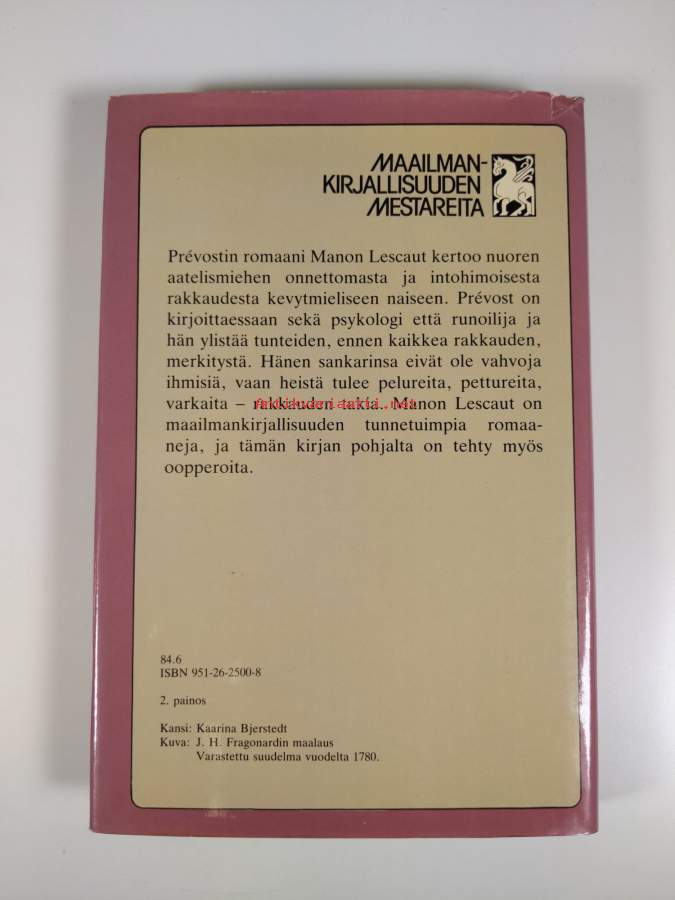 MAAILMAN-
KIRJALLISUUDEN
MESTAREITA
Prévostin romaani Manon Lescaut kertoo nuoren
aatelismiehen onnettomasta ja intohimoisesta
rakkaudesta kevytmieliseen naiseen. Prévost on
kirjoittaessaan sekä psykologi että runoilija ja
hän ylistää tunteiden, ennen kaikkea rakkauden,
merkitystä. Hänen sankarinsa eivät ole vahvoja
ihmisiä, vaan heistä tulee pelureita, pettureita,
varkaita – rakkauden takia. Manon Lescaut on
maailmankirjallisuuden tunnetuimpia romaa-
neja, ja tämän kirjan pohjalta on tehty myös
oopperoita.
84.6
ISBN 951-26-2500-8
2. painos
Kansi: Kaarina Bjerstedt
Kuva: J. H. Fragonardin maalaus
Varastettu suudelma vuodelta 1780.